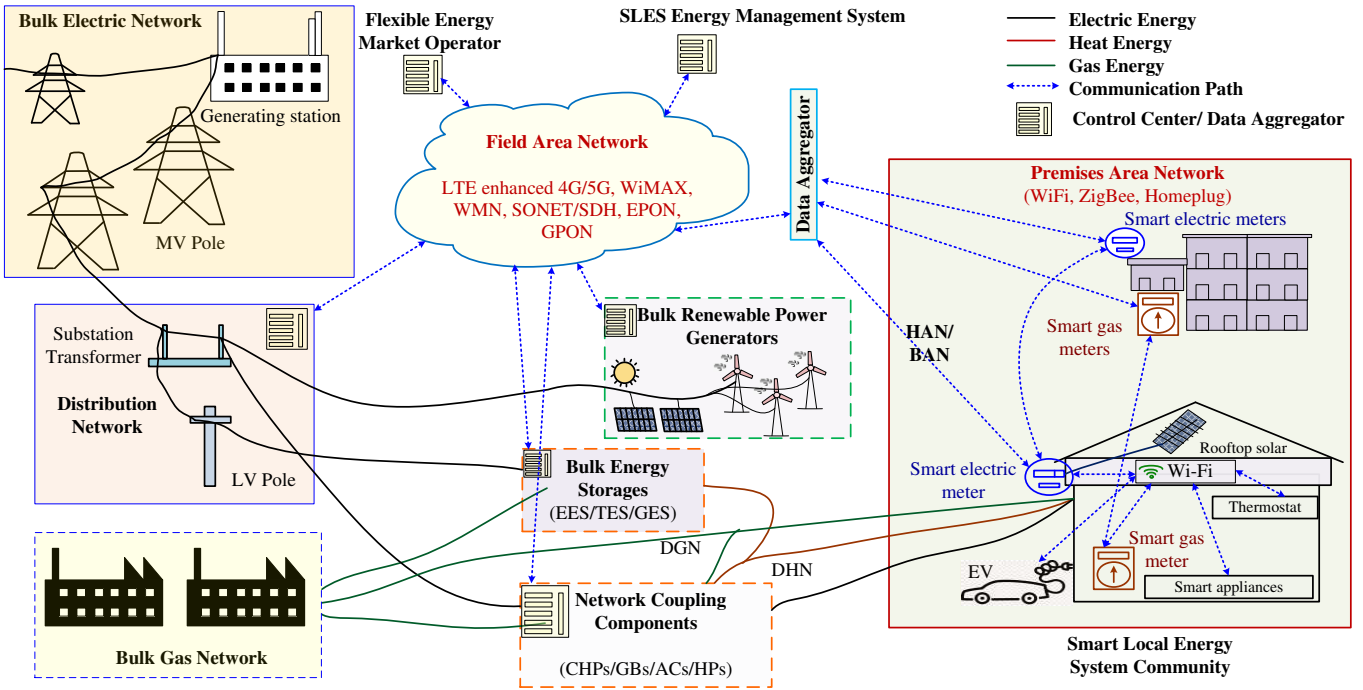 Bulk Electric Network
Generating station
MV Pole
Flexible Energy
Market Operator
SLES Energy Management System
Electric Energy
Heat Energy
Gas Energy
Communication Path
Control Center/ Data Aggregator
Field Area Network
LTE enhanced 4G/5G, WiMAX,
WMN, SONET/SDH, EPON,
GPON
Data Aggregator
Premises Area Network
(WiFi, ZigBee, Homeplug)
Smart electric meters
Smart gas
meters
HAN/
BAN
Substation
Transformer
Distribution
Network
LV Pole
Bulk Renewable Power
Generators
Bulk Energy
Storages
(EES/TES/GES)
Rooftop solar
Smart electric
meter
Wi-Fi
Thermostat
Smart gas
meter
EV
Smart appliances
DGN
DHN
Network Coupling
Components
(CHPs/GBs/ACs/HPs)
Bulk Gas Network
Smart Local Energy
System Community